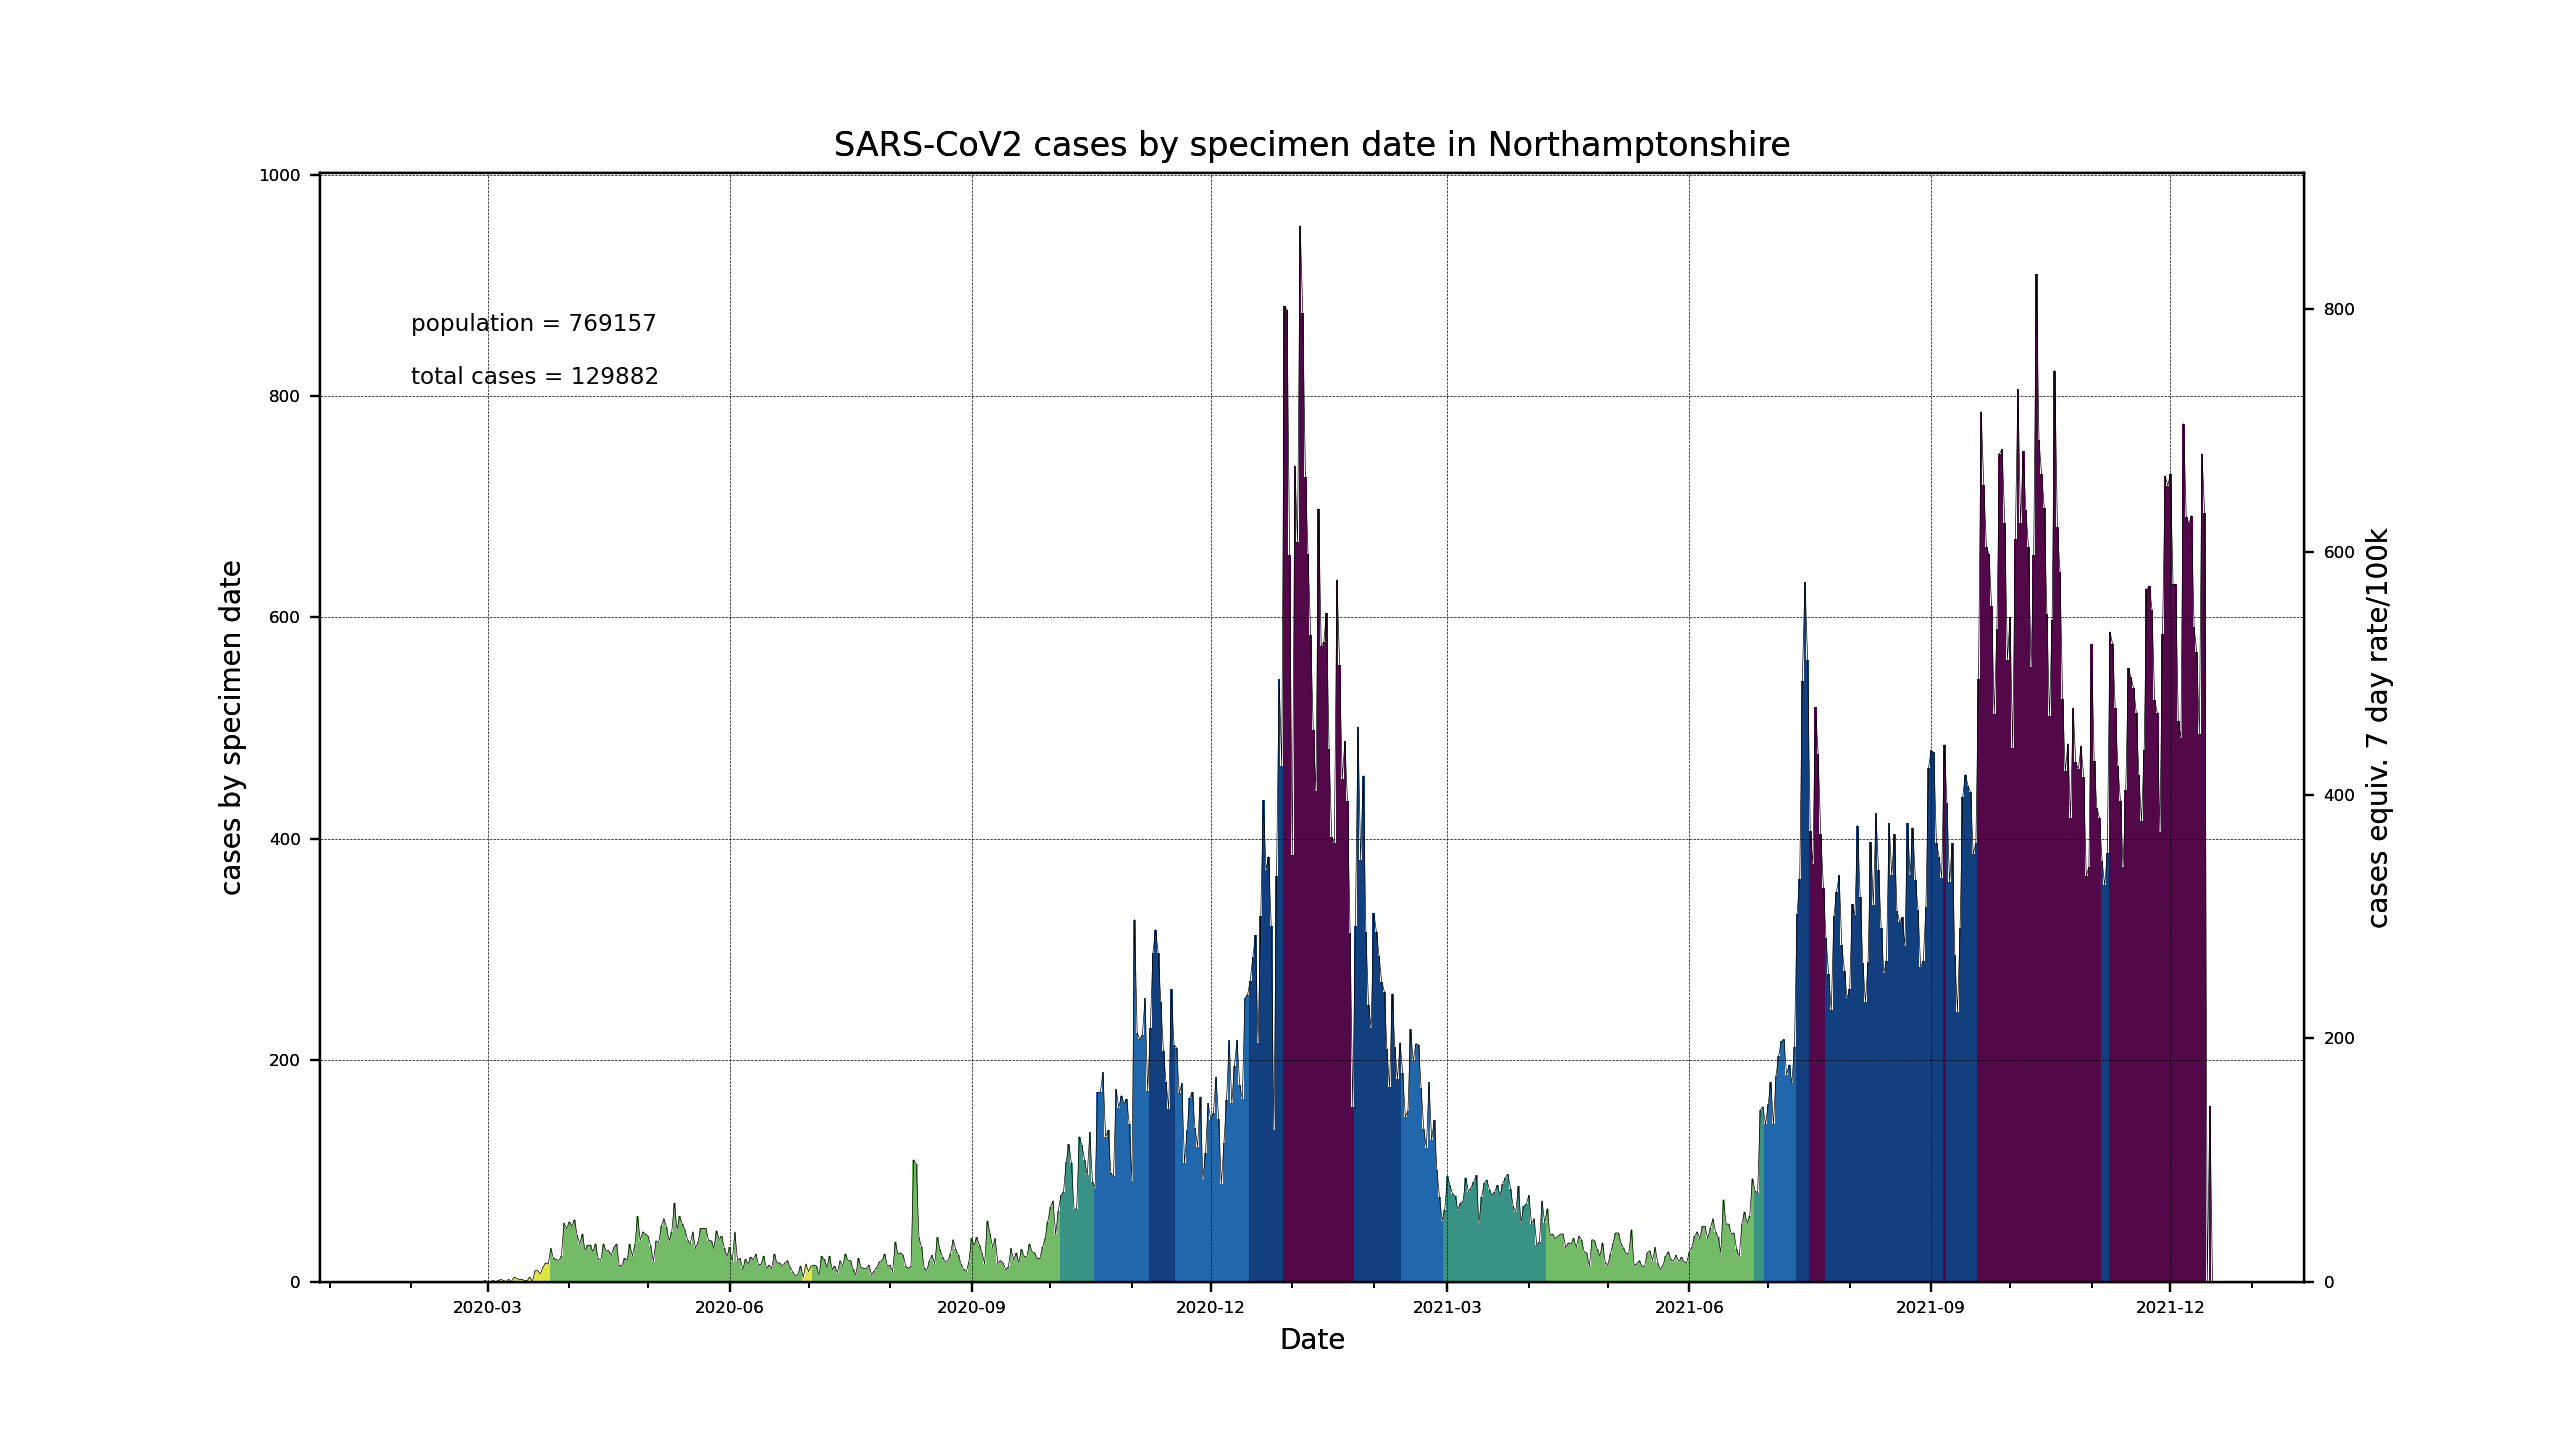 SARS-CoV2 cases by specimen date in Northamptonshire
1000
800
600
400
200
0
cases by specimen date
population = 769157
total cases = 129882
800
600
400
200
0
cases equiv. 7 day rate/100k
2020-03 2020-06 2020-09 2020-12 2021-03 2021-06 2021-09 2021-12
Date